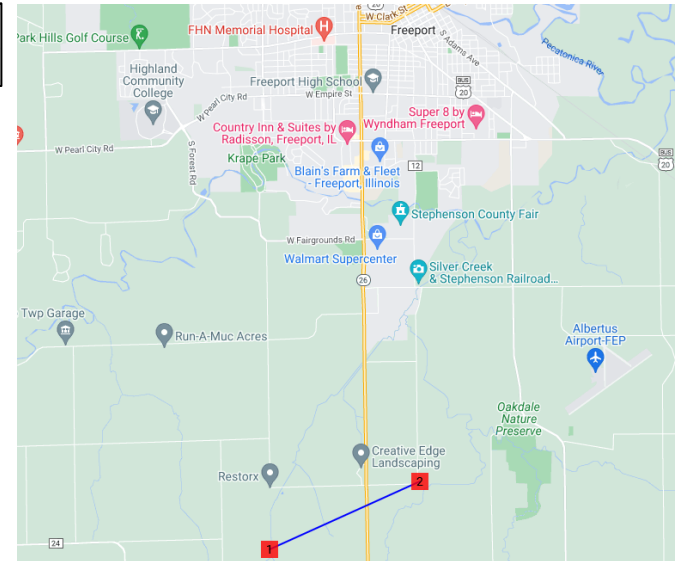 20
W Clark St
Park Hills Golf Course
FHN Memorial Hospital
H
Freeport
S Adams Ave
Pecatonica River
Highland
Community
College
Freeport High School
BUS
20
W Pearl City Rd
W Empire St
Super 8 by
Wyndham Freeport
Country Inn & Suites by
Radisson, Freeport, IL
W Pearl City Rd
S Forest Rd
Krape Park
BUS
20
12
Blain's Farm & Fleet
- Freeport, Illinois
Stephenson County Fair
W Fairgrounds Rd
Walmart Supercenter
Silver Creek
& Stephenson Railroad...
26
Twp Garage
Run-A-Muc Acres
Albertus
Airport-FEP
Oakdale
Nature
Preserve
Creative Edge
Landscaping
Restorx
2
24
1